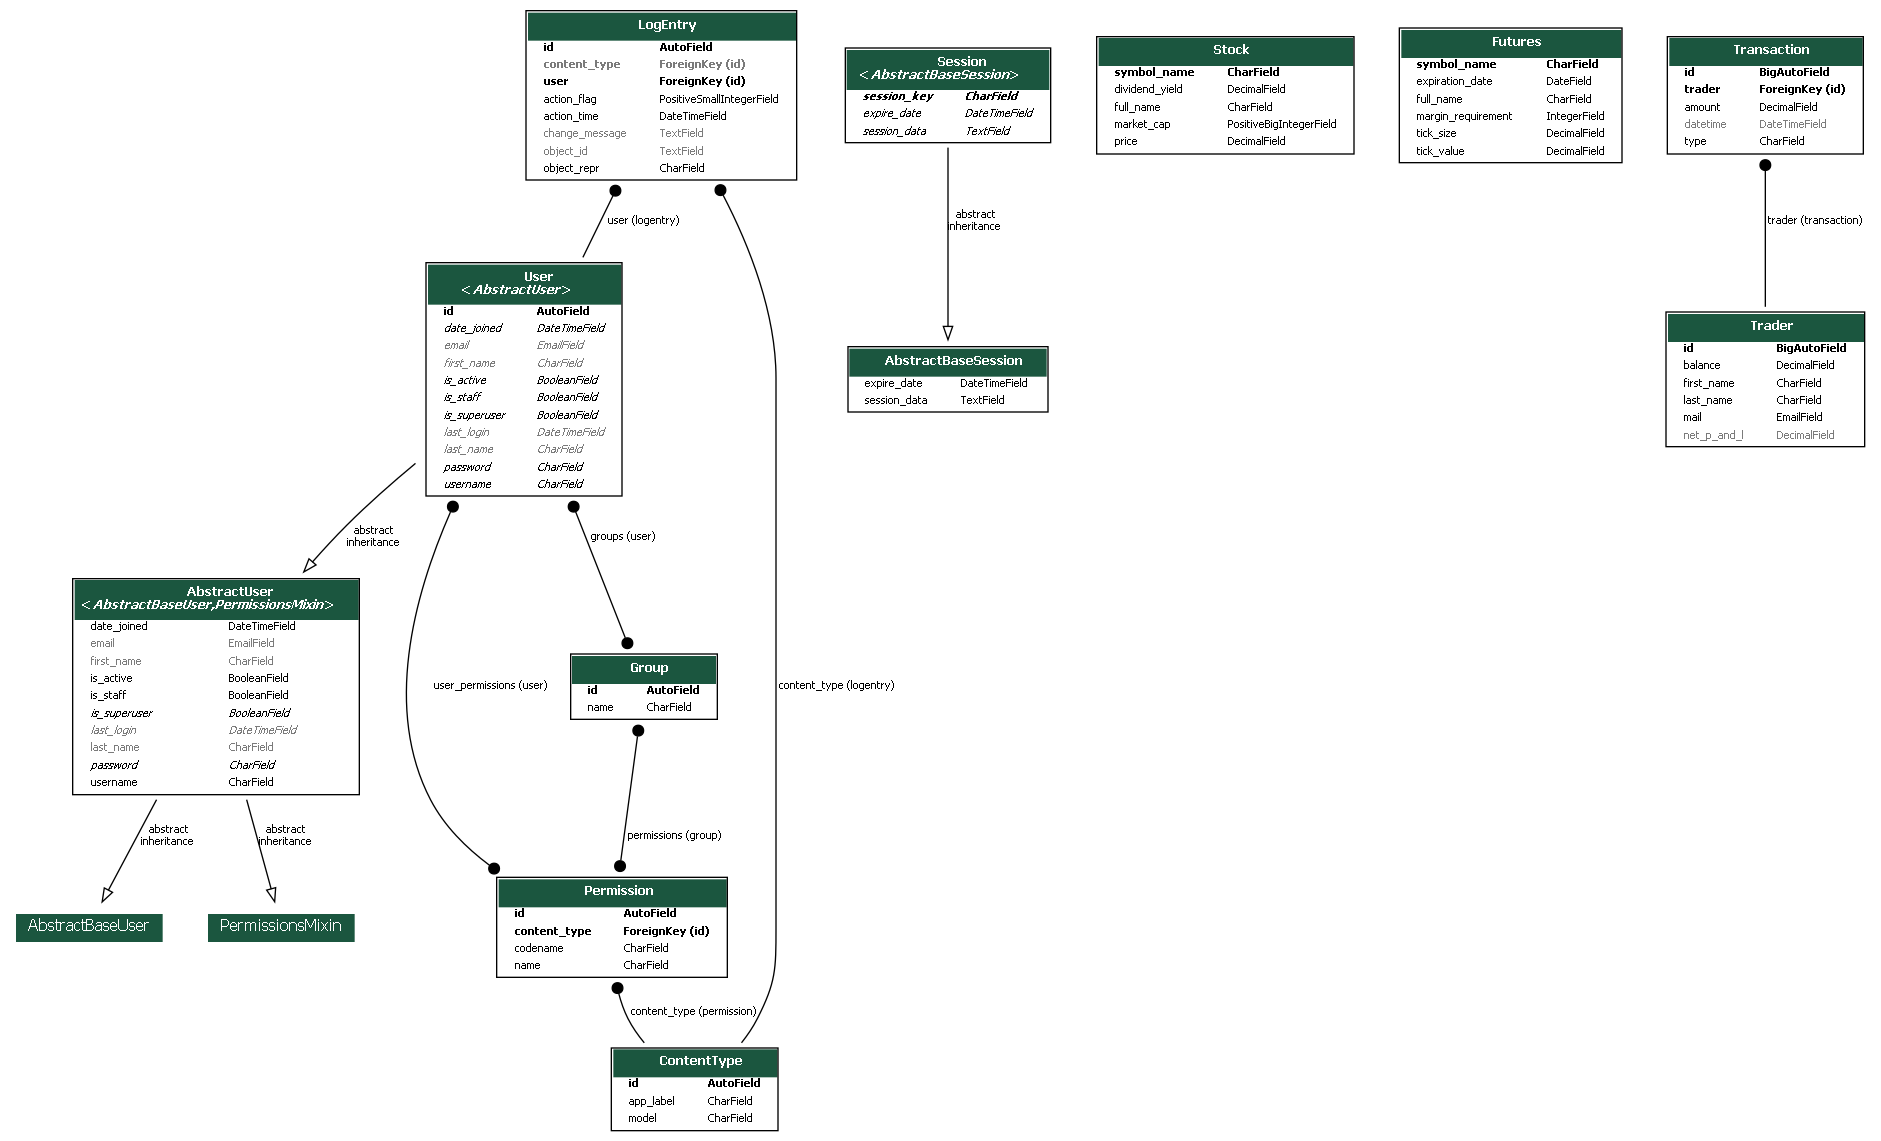 LogEntry
id AutoField
content_type ForeignKey (id)
user ForeignKey (id)
action_flag PositiveSmallIntegerField
action_time DateTimeField
change_message TextField
object_id TextField
object_repr CharField
Session
<AbstractBaseSession>
session_key CharField
expire_date DateTimeField
session_data TextField
Stock
symbol_name CharField
dividend_yield DecimalField
full_name CharField
market_cap PositiveBigIntegerField
price DecimalField
Futures
symbol_name CharField
expiration_date DateField
full_name CharField
margin_requirement IntegerField
tick_size DecimalField
tick_value DecimalField
Transaction
id BigAutoField
trader ForeignKey (id)
amount DecimalField
datetime DateTimeField
type CharField
user (logentry)
abstract
inheritance
trader (transaction)
User
<AbstractUser>
id AutoField
date_joined DateTimeField
email EmailField
first_name CharField
is_active BooleanField
is_staff BooleanField
is_superuser BooleanField
last_login DateTimeField
last_name CharField
password CharField
username CharField
AbstractBaseSession
expire_date DateTimeField
session_data TextField
Trader
id BigAutoField
balance DecimalField
first_name CharField
last_name CharField
mail EmailField
net_p_and_l DecimalField
abstract
inheritance
groups (user)
AbstractUser
<AbstractBaseUser,PermissionsMixin>
date_joined DateTimeField
email EmailField
first_name CharField
is_active BooleanField
is_staff BooleanField
is_superuser BooleanField
last_login DateTimeField
last_name CharField
password CharField
username CharField
user_permissions (user)
Group
id AutoField
name CharField
content_type (logentry)
abstract
inheritance
abstract
inheritance
permissions (group)
AbstractBaseUser
PermissionsMixin
Permission
id AutoField
content_type ForeignKey (id)
codename CharField
name CharField
content_type (permission)
ContentType
id AutoField
app_label CharField
model CharField